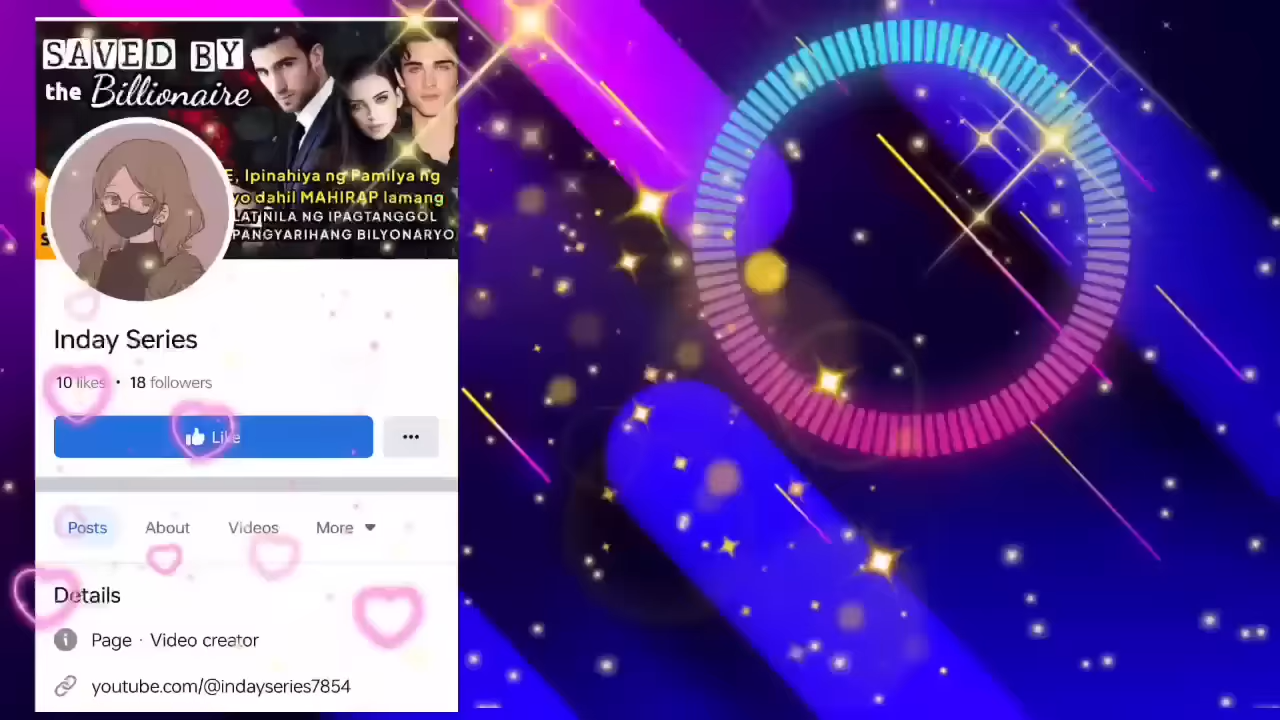 SAVED BY
the Billionaire
E, Ipinahiya ng Pamilya ng
yo dahil MAHIRAP lamang
LAT NILA NG IPAGTANGGOL
PANGYARIHANG BILYONARYO
Inday Series
10 likes • 18 followers
Like
Posts About Videos More
Details
Page · Video creator
youtube.com/@indayseries7854